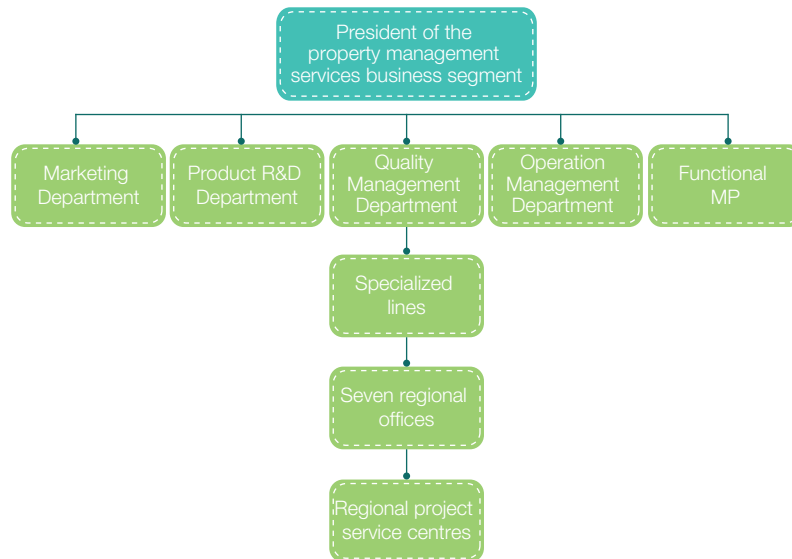 President of the
property management
services business segment
Marketing
Department
Product R&D
Department
Quality
Management
Department
Operation
Management
Department
Functional
MP
Specialized
lines
Seven regional
offices
Regional project
service centres